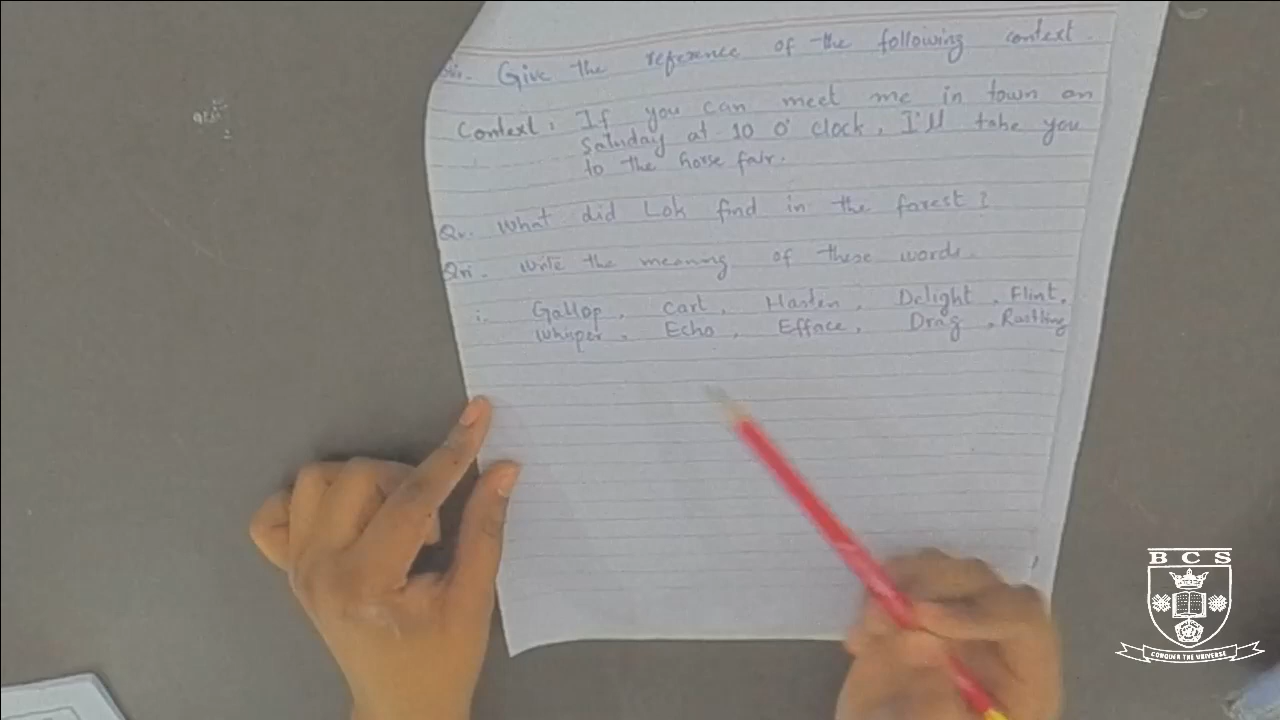 Give the reference of the following context.
Context: If you can meet me in town on
Saturday at 10 O' clock, I'll take you
to the horse fair.
Qv. What did Lok find in the forest?
Qvi. Write the meaning of these words.
i. Gallop, Cart, Hasten, Delight, Flint,
Whisper, Echo, Efface, Drag, Rustling
BCS
CONQUER THE UNIVERSE